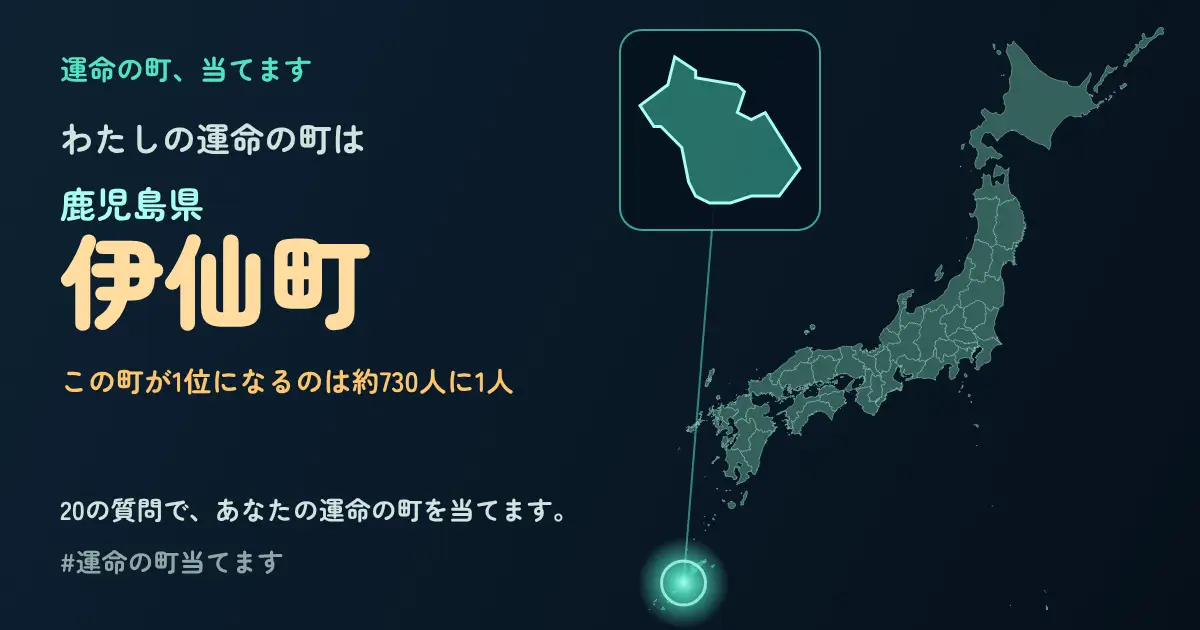 運命の町、当てます
わたしの運命の町は
鹿児島県
伊仙町
この町が1位になるのは約730人に1人
20の質問で、あなたの運命の町を当てます。
#運命の町当てます